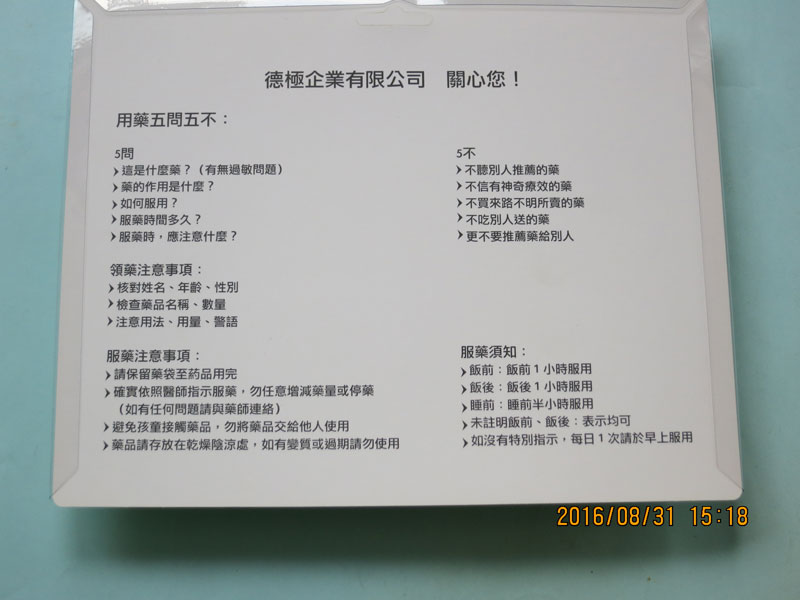 德極企業有限公司 關心您！
用藥五問五不：
5問
這是什麼藥？（有無過敏問題）
藥的作用是什麼？
如何服用？
服藥時間多久？
服藥時，應注意什麼？
5不
不聽別人推薦的藥
不信有神奇療效的藥
不買來路不明所賣的藥
不吃別人送的藥
更不要推薦藥給別人
領藥注意事項：
核對姓名、年齡、性別
檢查藥品名稱、數量
注意用法、用量、警語
服藥注意事項：
請保留藥袋至藥品用完
確實依照醫師指示服藥，勿任意增減藥量或停藥
（如有任何問題請與藥師連絡）
避免孩童接觸藥品，勿將藥品交給他人使用
藥品請存放在乾燥陰涼處，如有變質或過期請勿使用
服藥須知：
飯前：飯前1小時服用
飯後：飯後1小時服用
睡前：睡前半小時服用
未註明飯前、飯後：表示均可
如沒有特別指示，每日1次請於早上服用
2016/08/31 15:18